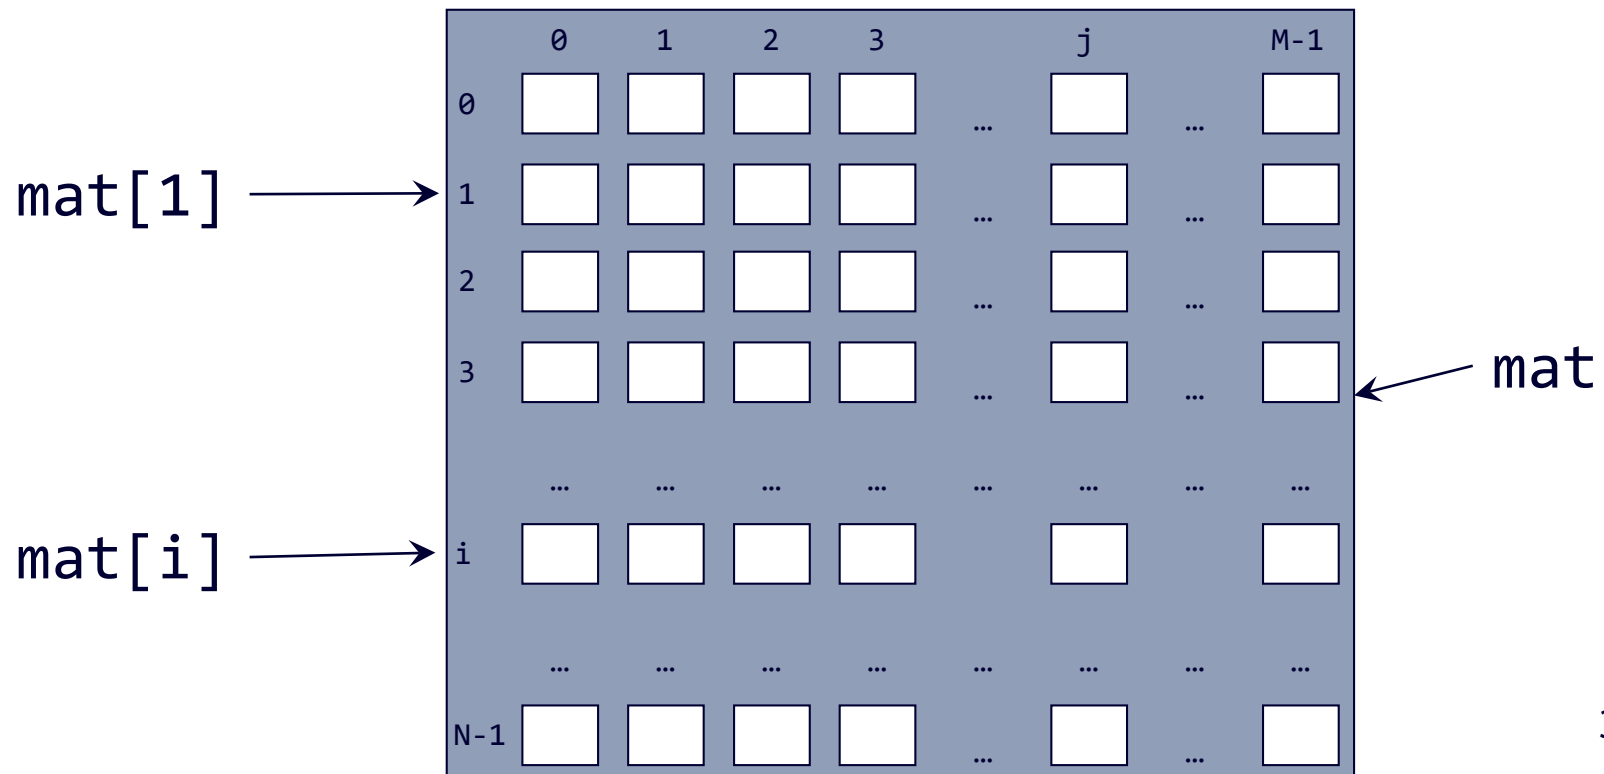 0 1 2 3 j M-1
0 … …
mat[1] 1 … …
2 … …
mat
3 … …
… … … … … … … …
mat[i] i
… … … … … … … …
N-1 … …